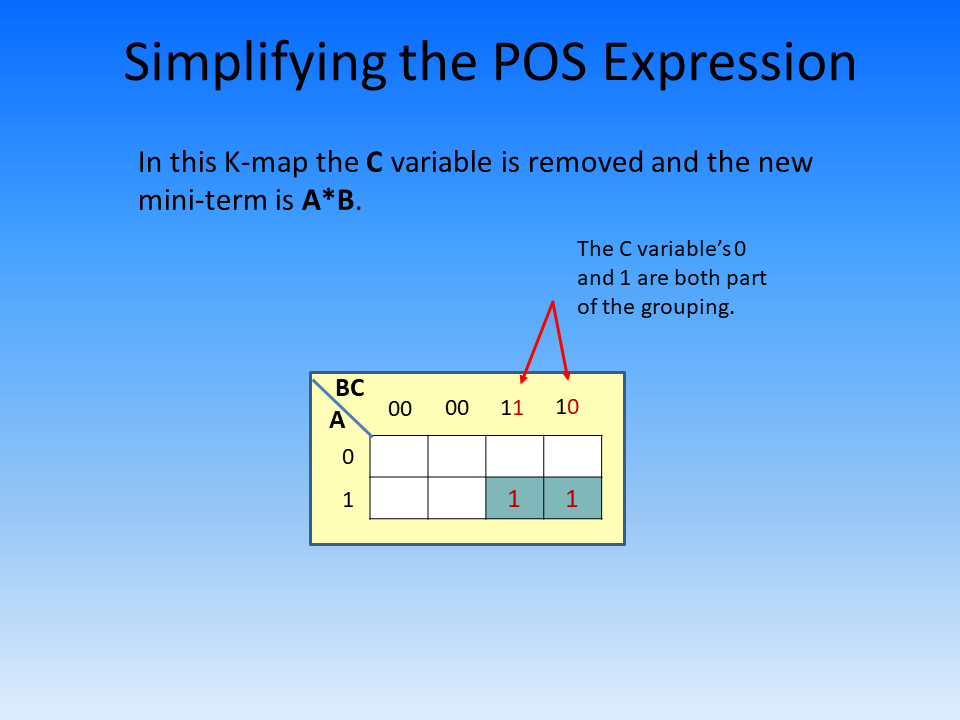 Simplifying the POS Expression
In this K-map the C variable is removed and the new
mini-term is A*B.
The C variable’s 0
and 1 are both part
of the grouping.
BC
A
00 00 11 10
0
1 1 1